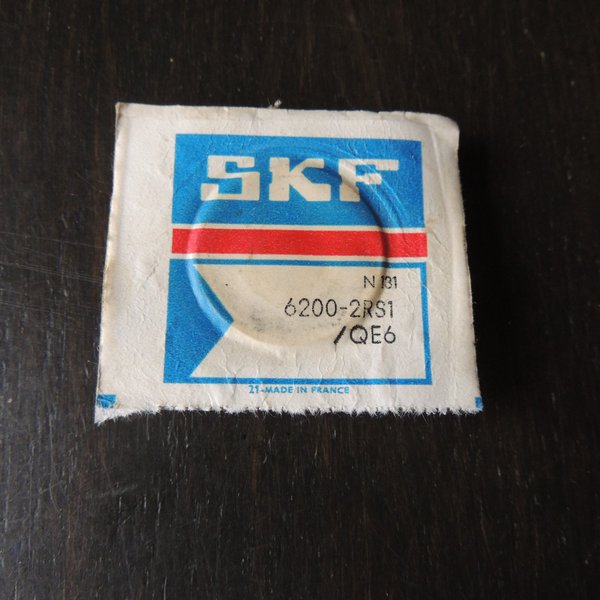 SKF
N 131
6200-2RS1
/QE6
21-MADE IN FRANCE